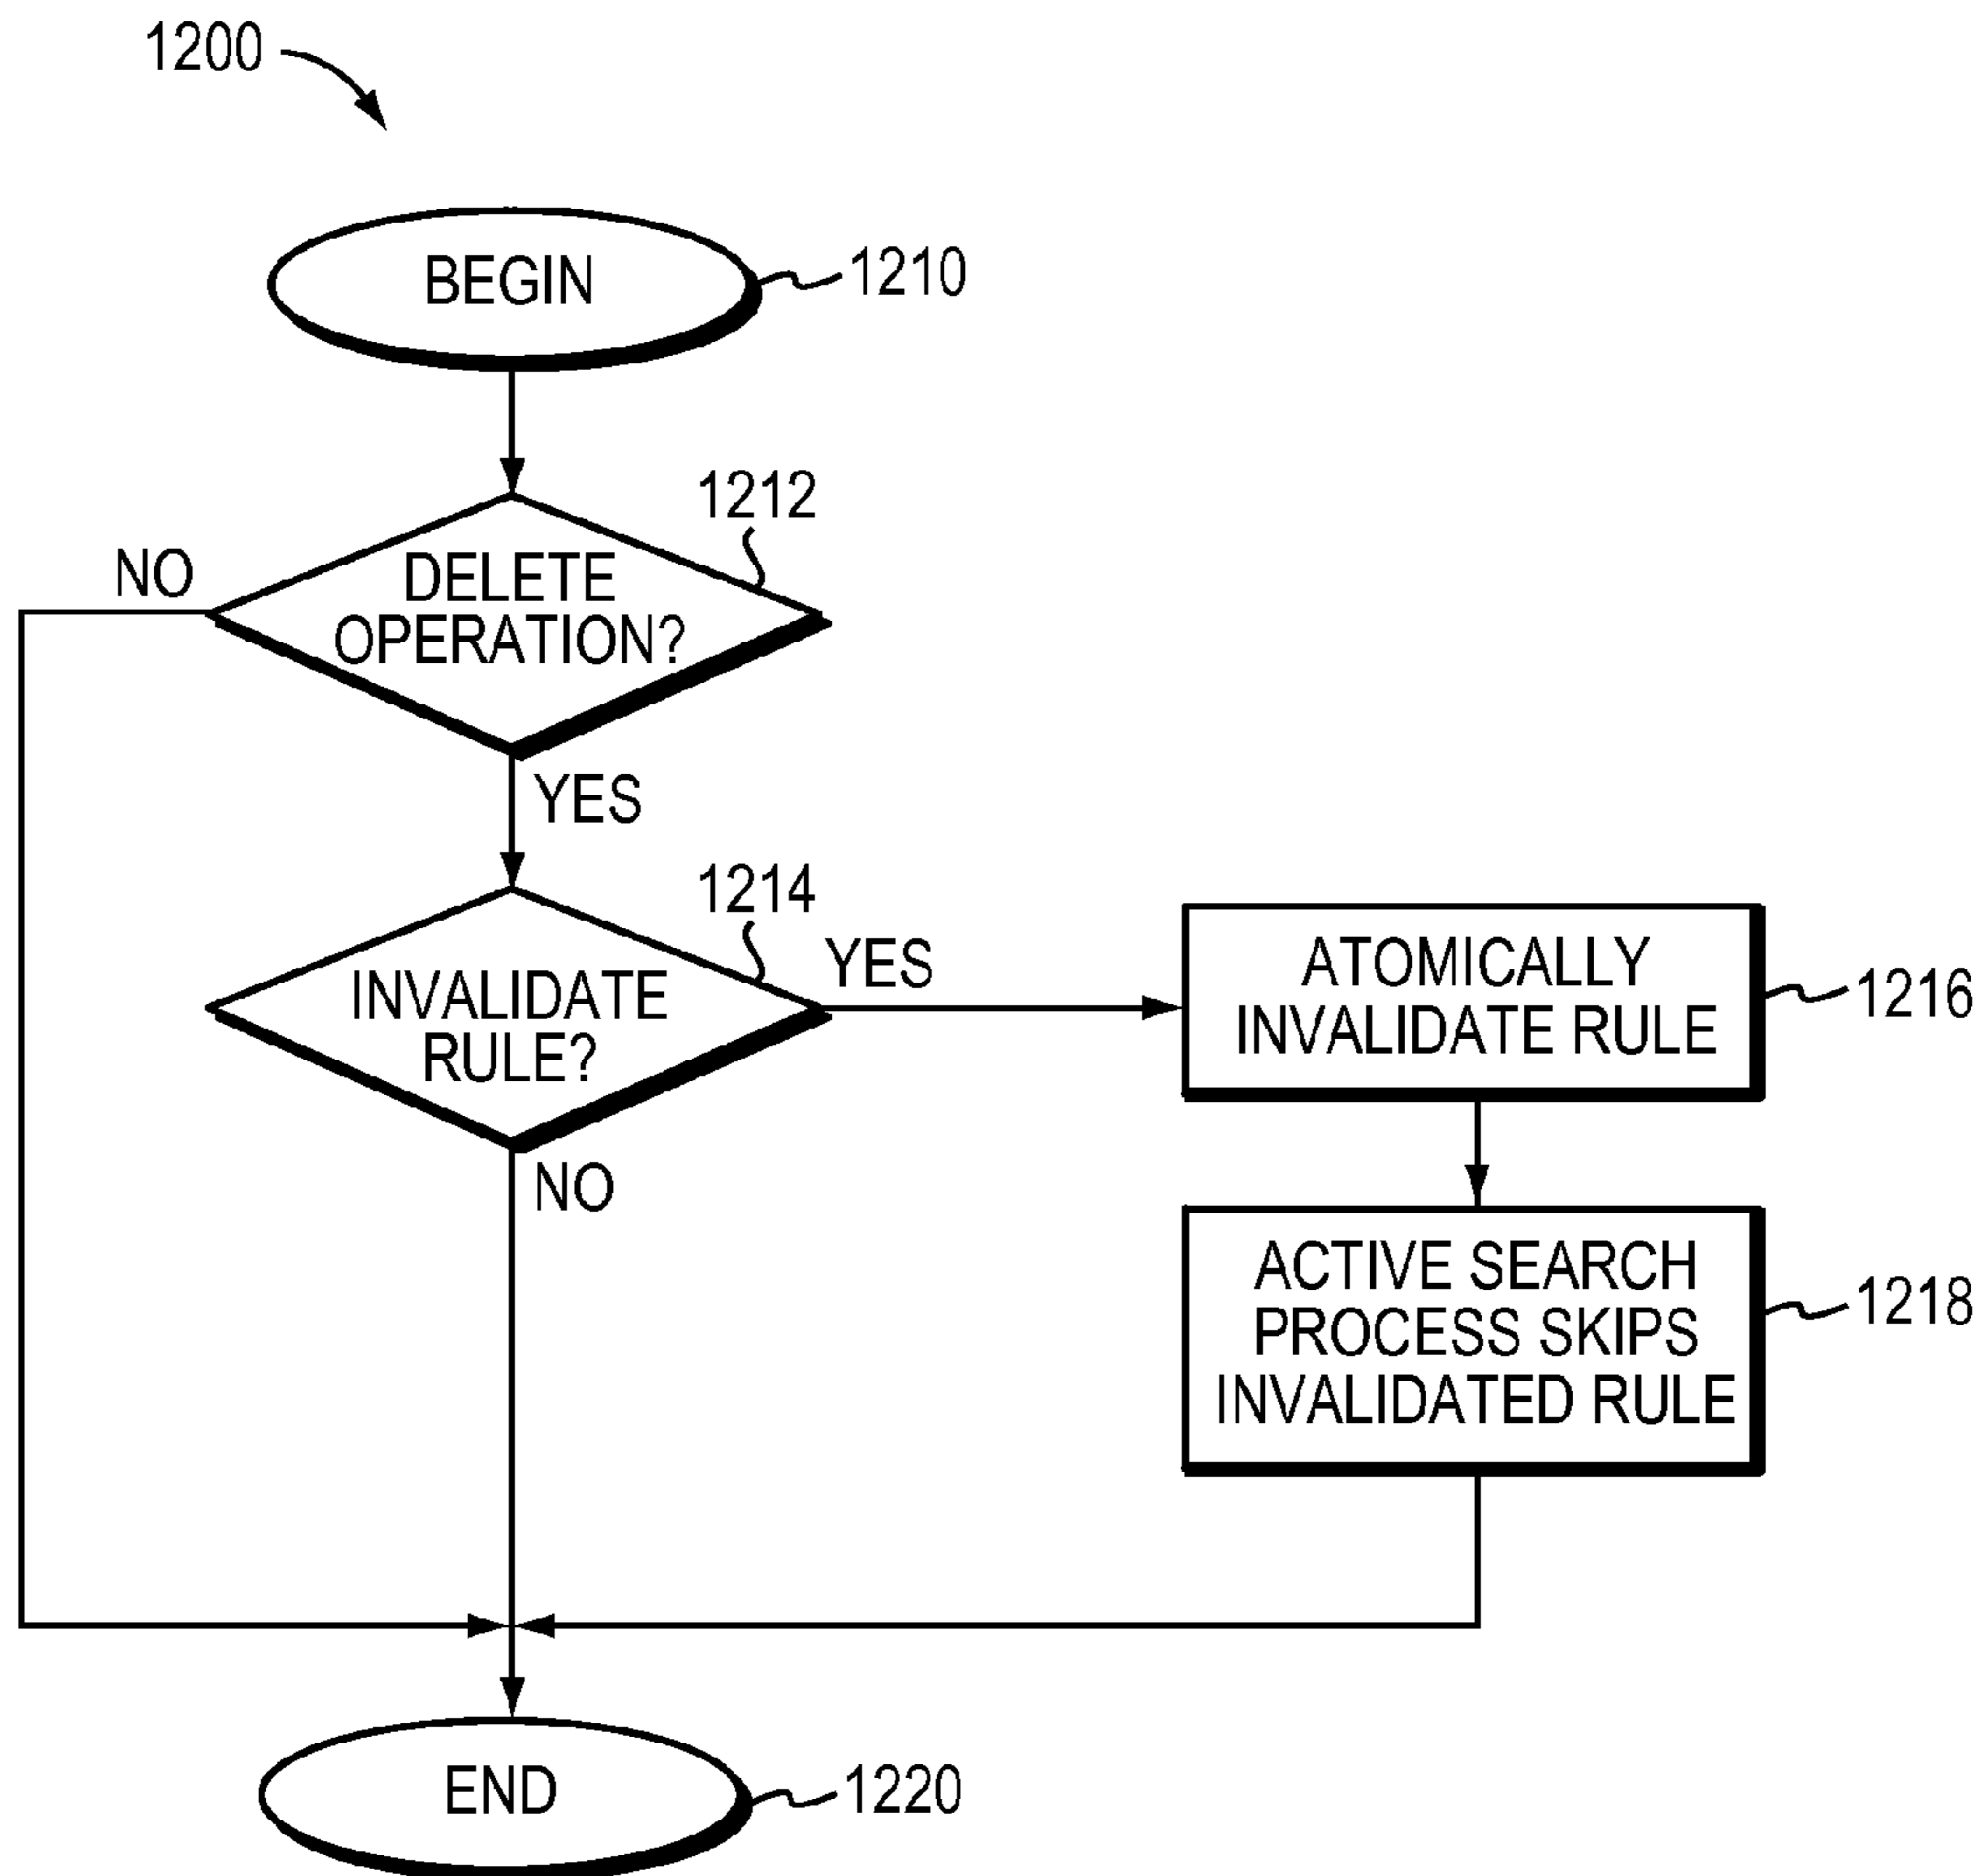 1200
BEGIN
1210
1212
DELETE
OPERATION?
NO
YES
1214
INVALIDATE
RULE?
YES
NO
ATOMICALLY
INVALIDATE RULE
1216
ACTIVE SEARCH
PROCESS SKIPS
INVALIDATED RULE
1218
END
1220